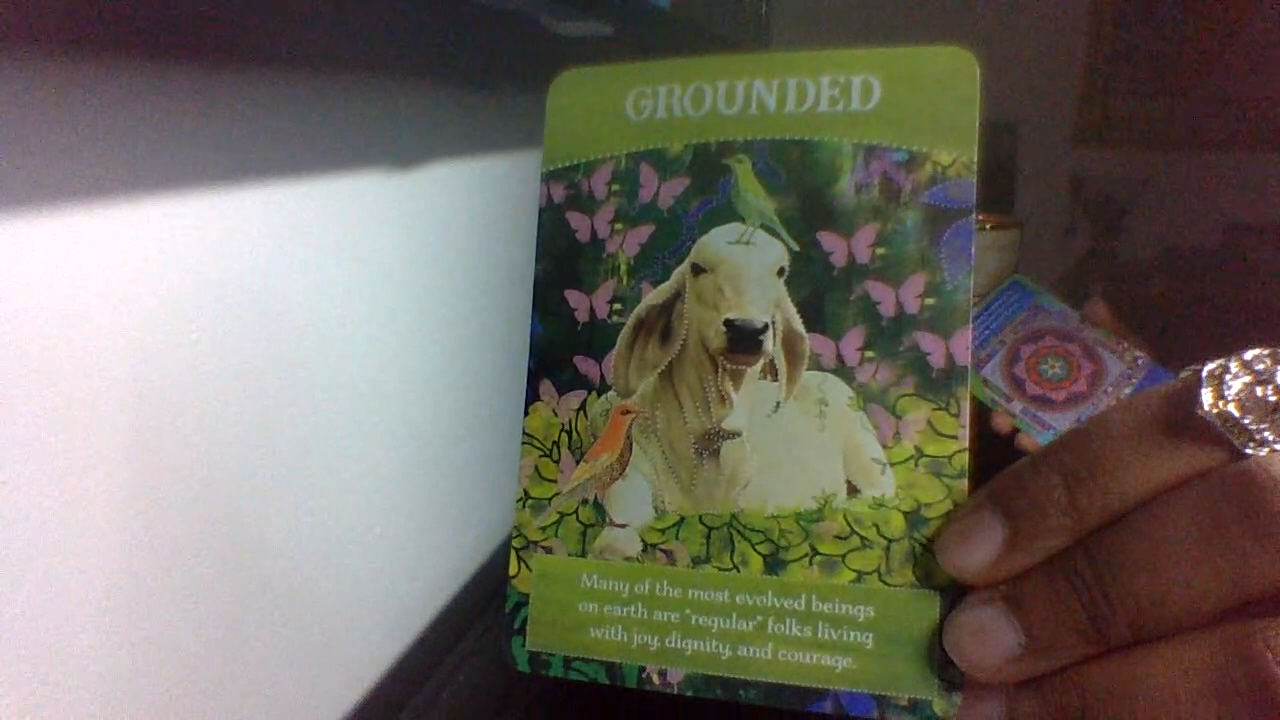 GROUNDED
Many of the most evolved beings
on earth are "regular" folks living
with joy, dignity, and courage.